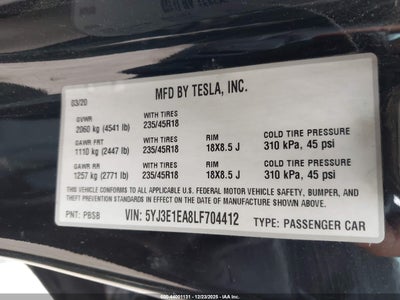 MFD BY TESLA, INC.
03/20
GVWR WITH TIRES
2060 kg (4541 lb) 235/45R18
GAWR FRT WITH TIRES RIM COLD TIRE PRESSURE
1110 kg (2447 lb) 235/45R18 18X8.5 J 310 kPa, 45 psi
GAWR RR WITH TIRES RIM COLD TIRE PRESSURE
1257 kg (2771 lb) 235/45R18 18X8.5 J 310 kPa, 45 psi
THIS VEHICLE CONFORMS TO ALL APPLICABLE U.S. FEDERAL MOTOR VEHICLE SAFETY, BUMPER, AND
THEFT PREVENTION STANDARDS IN EFFECT ON THE DATE OF MANUFACTURE SHOWN ABOVE.
PNT: PBSB VIN: 5YJ3E1EA8LF704412 TYPE: PASSENGER CAR
12/23/2025 - IAA, Inc.